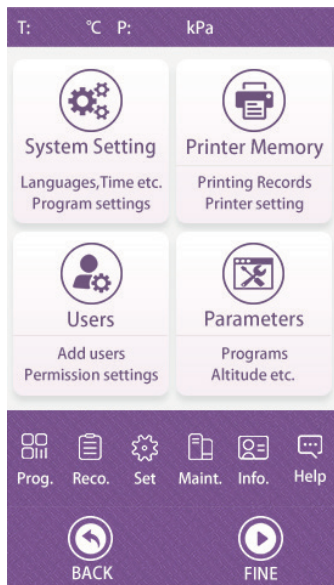 T: ℃ P: kPa
System Setting
Languages,Time etc.
Program settings
Printer Memory
Printing Records
Printer setting
Users
Add users
Permission settings
Parameters
Programs
Altitude etc.
Prog. Reco. Set Maint. Info. Help
BACK FINE